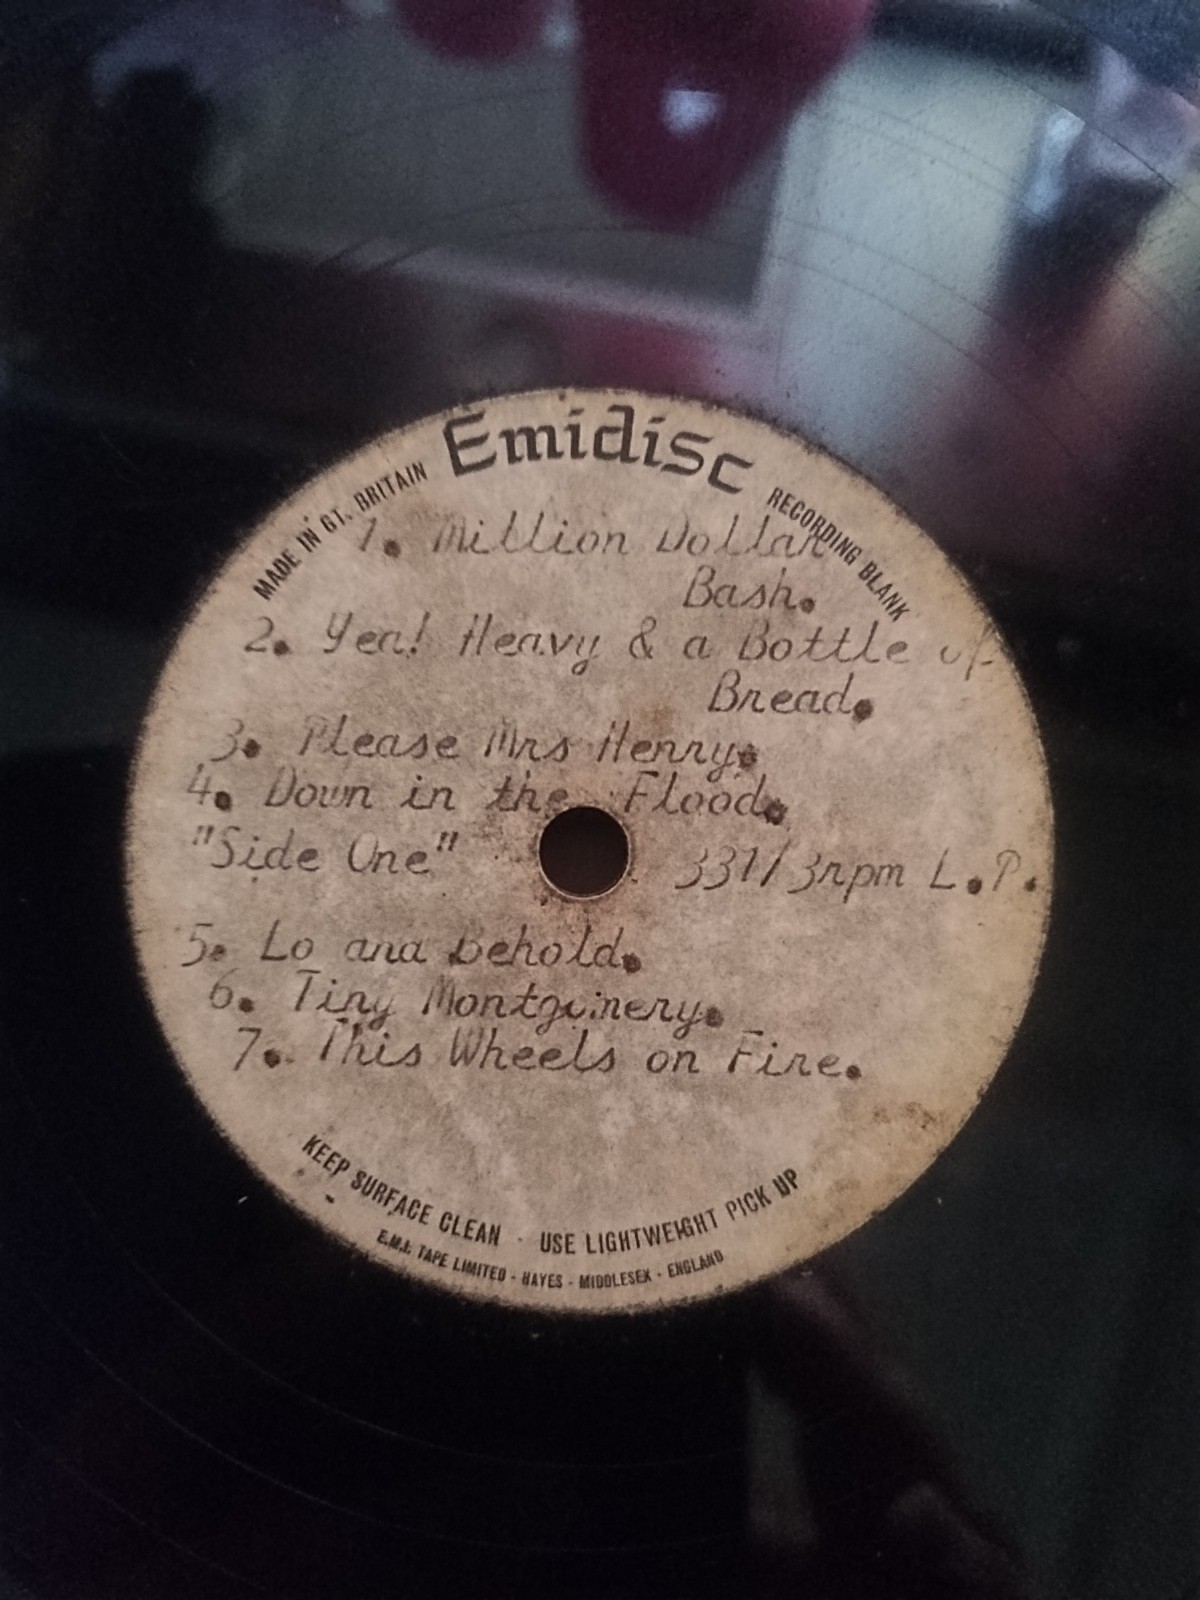 Emidisc
MADE IN GT. BRITAIN
RECORDING BLANK
1. Million Dollar
Bash.
2. Yea! Heavy & a Bottle of
Bread.
3. Please Mrs Henry.
4. Down in the Flood.
"Side One" 331/3rpm L.P.
5. Lo and behold.
6. Tiny Montgomery.
7. This Wheels on Fire.
KEEP SURFACE CLEAN · USE LIGHTWEIGHT PICK UP
E.M.I. TAPE LIMITED · HAYES · MIDDLESEX · ENGLAND